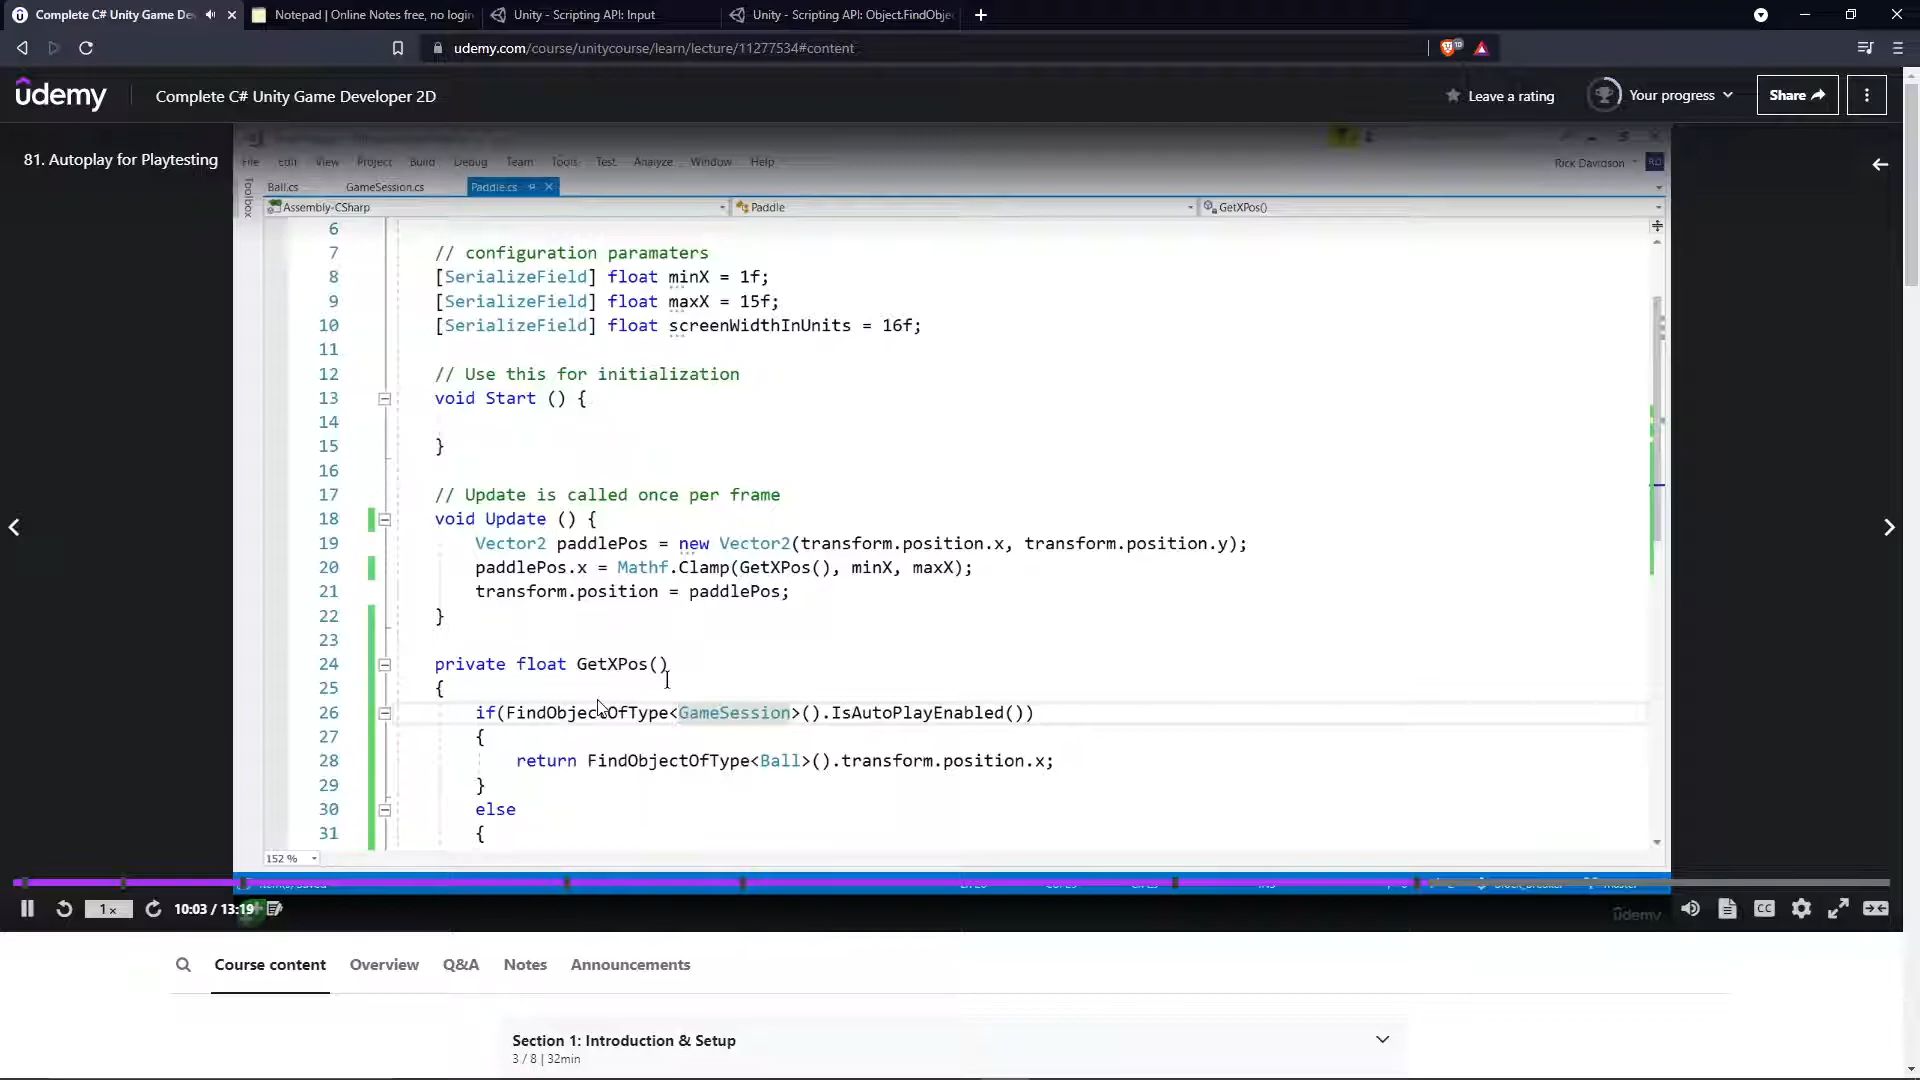 Complete C# Unity Game De
Notepad | Online Notes free, no login
Unity - Scripting API: Input
Unity - Scripting API: Object.FindObje
udemy.com/course/unitycourse/learn/lecture/11277534#content
ûdemy
Complete C# Unity Game Developer 2D
Leave a rating
Your progress
Share
81. Autoplay for Playtesting
File Edit View Project Build Debug Team Tools Test Analyze Window Help
Rick Davidson
RD
Toolbox
Ball.cs
GameSession.cs
Paddle.cs
Assembly-CSharp
Paddle
GetXPos()
6
7 // configuration paramaters
8 [SerializeField] float minX = 1f;
9 [SerializeField] float maxX = 15f;
10 [SerializeField] float screenWidthInUnits = 16f;
11
12 // Use this for initialization
13 void Start () {
14
15 }
16
17 // Update is called once per frame
18 void Update () {
19 Vector2 paddlePos = new Vector2(transform.position.x, transform.position.y);
20 paddlePos.x = Mathf.Clamp(GetXPos(), minX, maxX);
21 transform.position = paddlePos;
22 }
23
24 private float GetXPos()
25 {
26 if(FindObjectOfType<GameSession>().IsAutoPlayEnabled())
27 {
28 return FindObjectOfType<Ball>().transform.position.x;
29 }
30 else
31 {
152 %
1 x
10:03 / 13:19
ûdemy
CC
Course content
Overview
Q&A
Notes
Announcements
Section 1: Introduction & Setup
3 / 8 | 32min